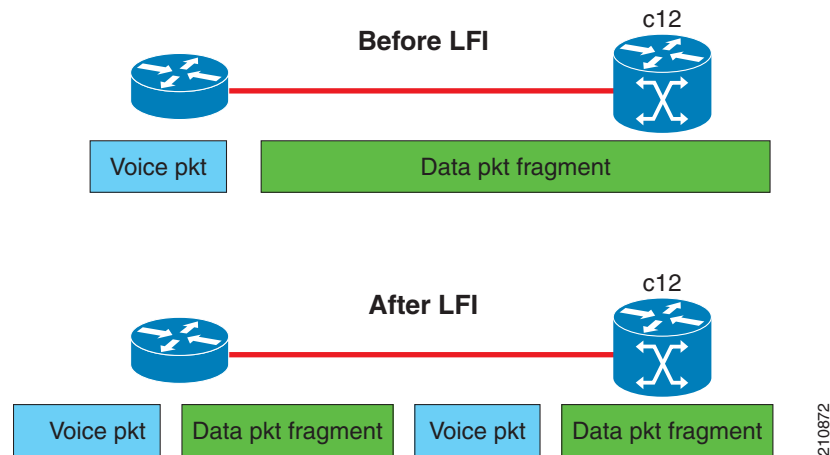 Before LFI
c12
Voice pkt
Data pkt fragment
After LFI
c12
Voice pkt
Data pkt fragment
Voice pkt
Data pkt fragment
210872